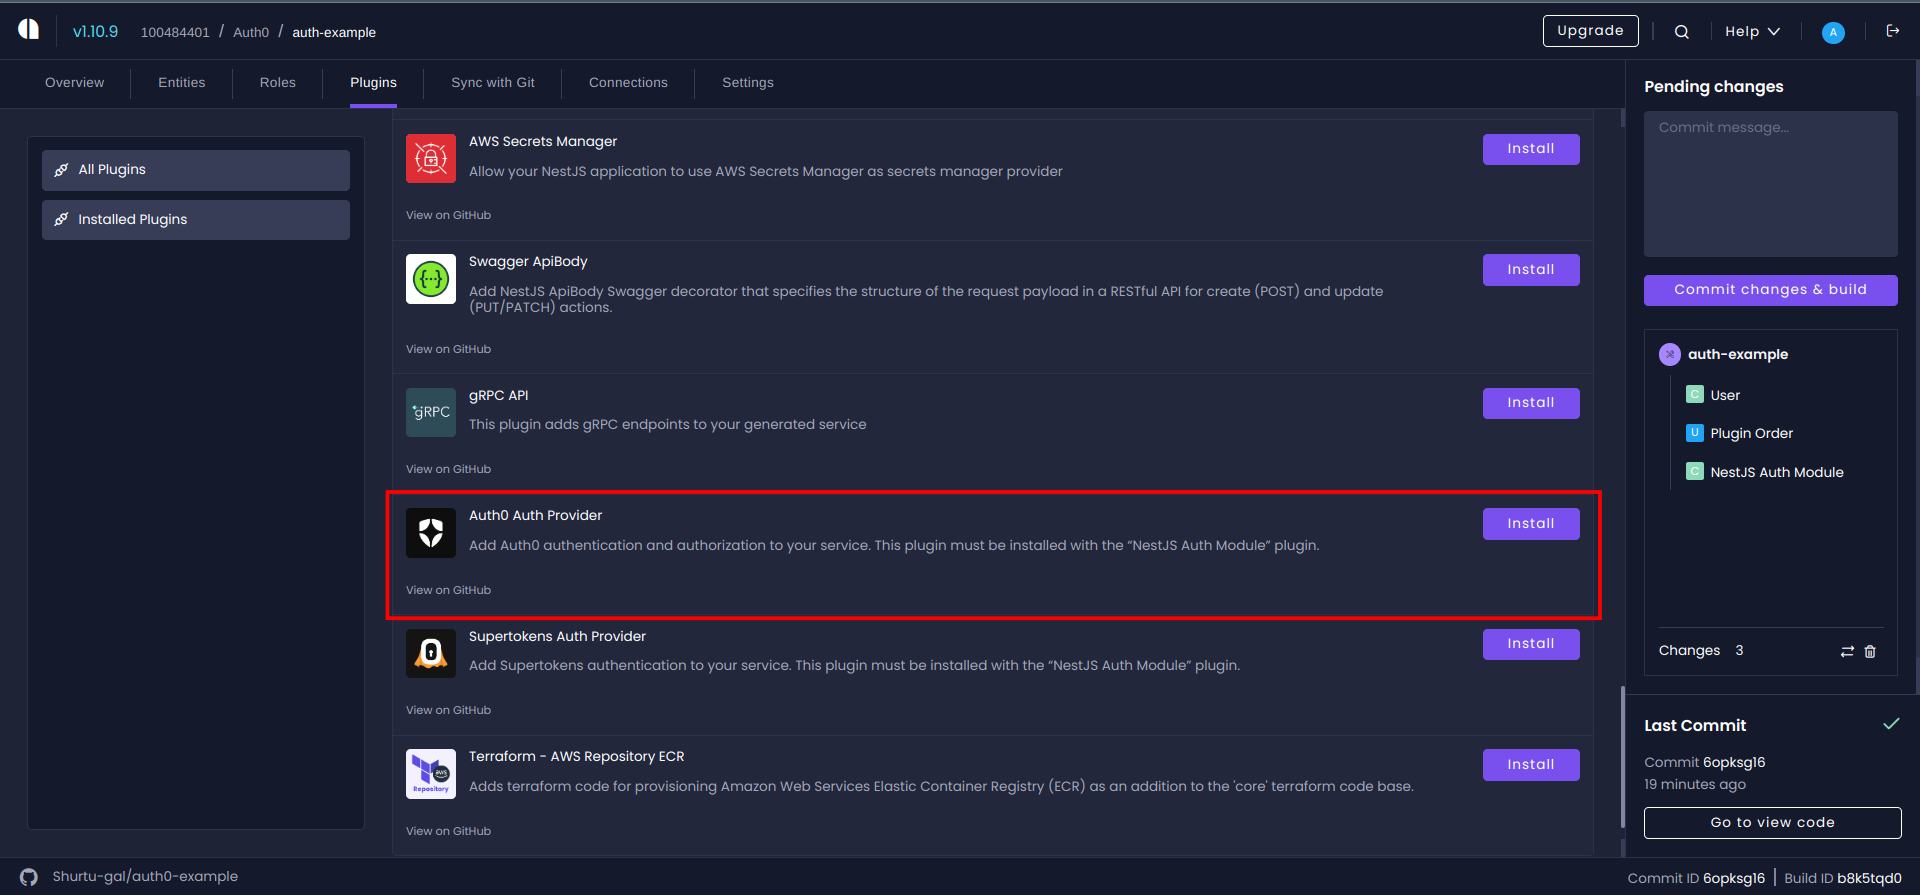 v1.10.9 100484401 / Auth0 / auth-example
Upgrade Help A
Overview Entities Roles Plugins Sync with Git Connections Settings
All Plugins
Installed Plugins
AWS Secrets Manager
Install
Allow your NestJS application to use AWS Secrets Manager as secrets manager provider
View on GitHub
Swagger ApiBody
Install
{···}
Add NestJS ApiBody Swagger decorator that specifies the structure of the request payload in a RESTful API for create (POST) and update
(PUT/PATCH) actions.
View on GitHub
gRPC API
Install
gRPC
This plugin adds gRPC endpoints to your generated service
View on GitHub
Auth0 Auth Provider
Install
Add Auth0 authentication and authorization to your service. This plugin must be installed with the “NestJS Auth Module” plugin.
View on GitHub
Supertokens Auth Provider
Install
Add Supertokens authentication to your service. This plugin must be installed with the “NestJS Auth Module” plugin.
View on GitHub
Terraform - AWS Repository ECR
Install
aws
Repository
Adds terraform code for provisioning Amazon Web Services Elastic Container Registry (ECR) as an addition to the 'core' terraform code base.
View on GitHub
Pending changes
Commit message...
Commit changes & build
auth-example
C User
U Plugin Order
C NestJS Auth Module
Changes 3
Last Commit
Commit 6opksg16
19 minutes ago
Go to view code
Shurtu-gal/auth0-example
Commit ID 6opksg16 | Build ID b8k5tqd0